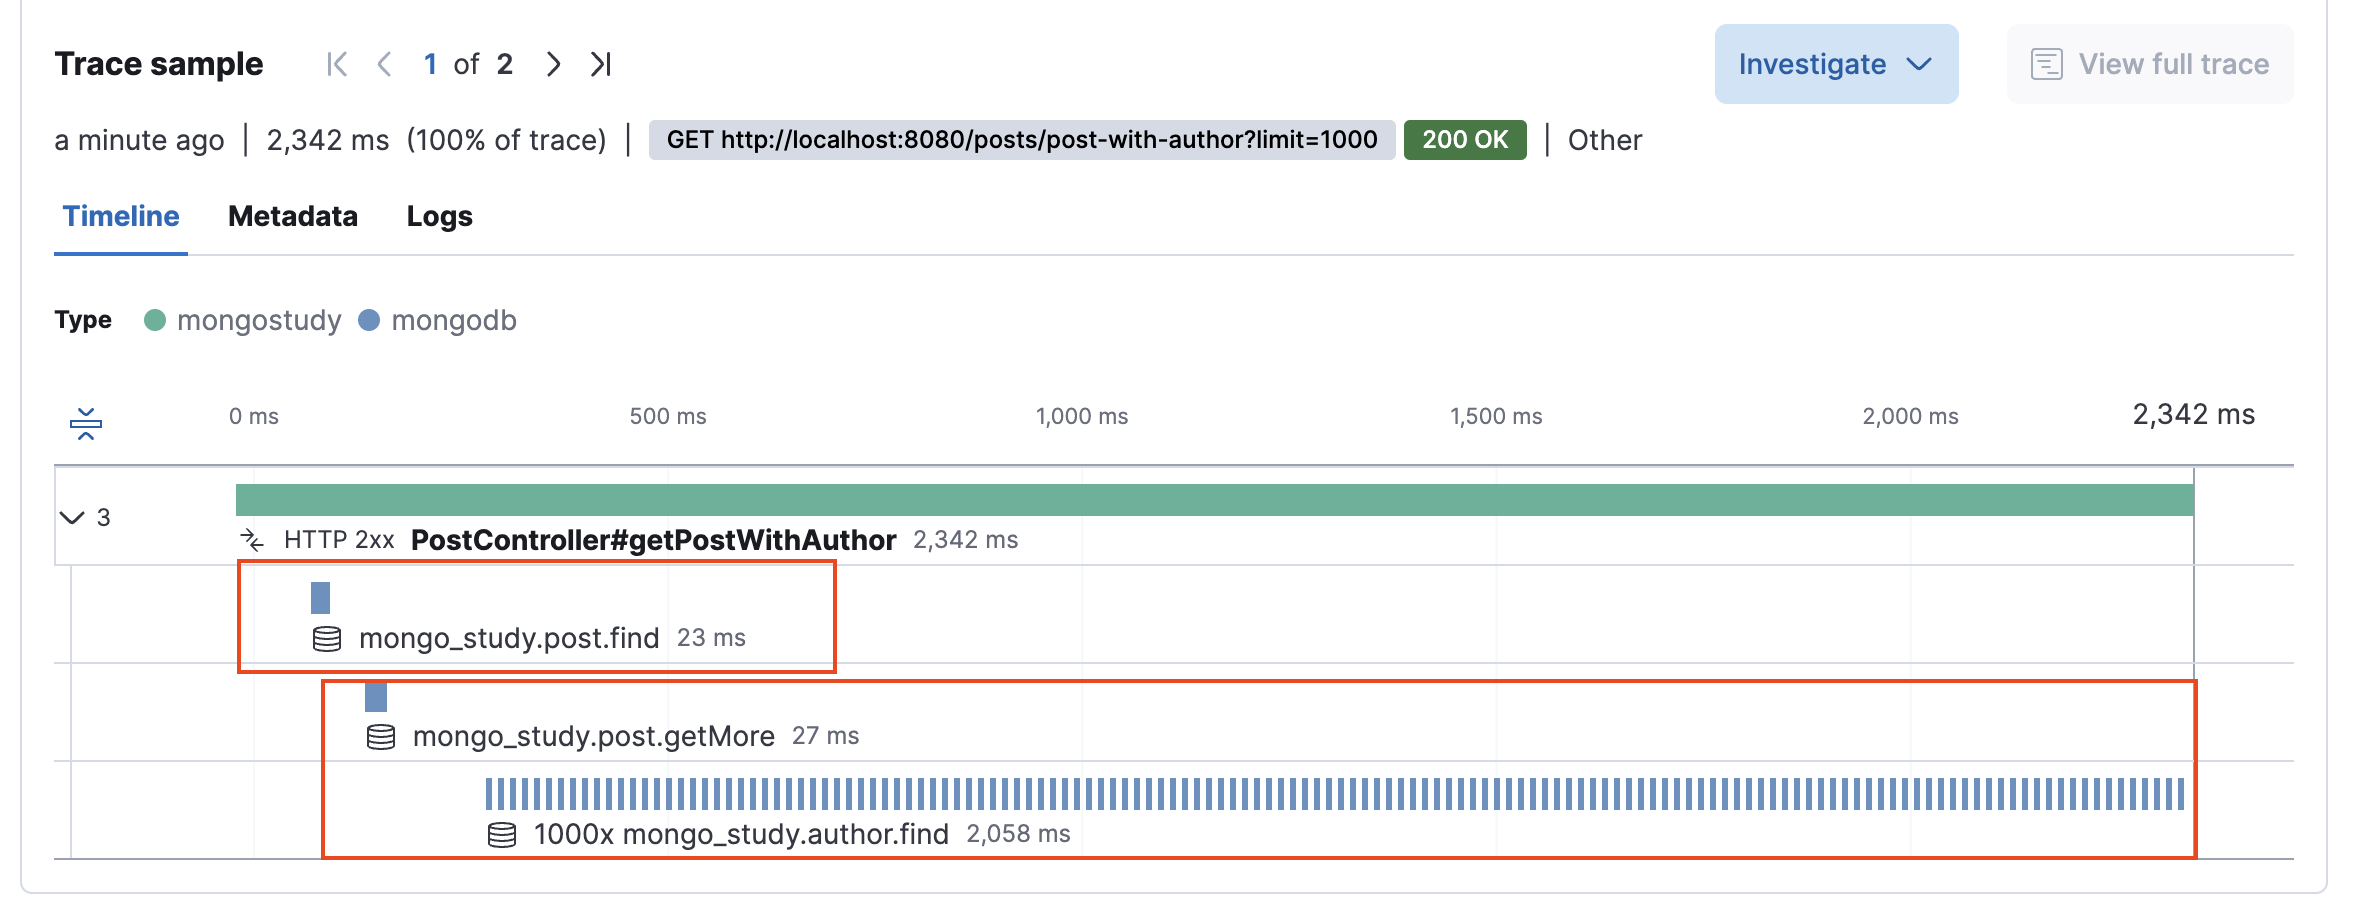 Trace sample 1 of 2 Investigate View full trace
a minute ago | 2,342 ms (100% of trace) | GET http://localhost:8080/posts/post-with-author?limit=1000 200 OK | Other
Timeline Metadata Logs
Type mongostudy mongodb
0 ms 500 ms 1,000 ms 1,500 ms 2,000 ms 2,342 ms
3
HTTP 2xx PostController#getPostWithAuthor 2,342 ms
mongo_study.post.find 23 ms
mongo_study.post.getMore 27 ms
1000x mongo_study.author.find 2,058 ms